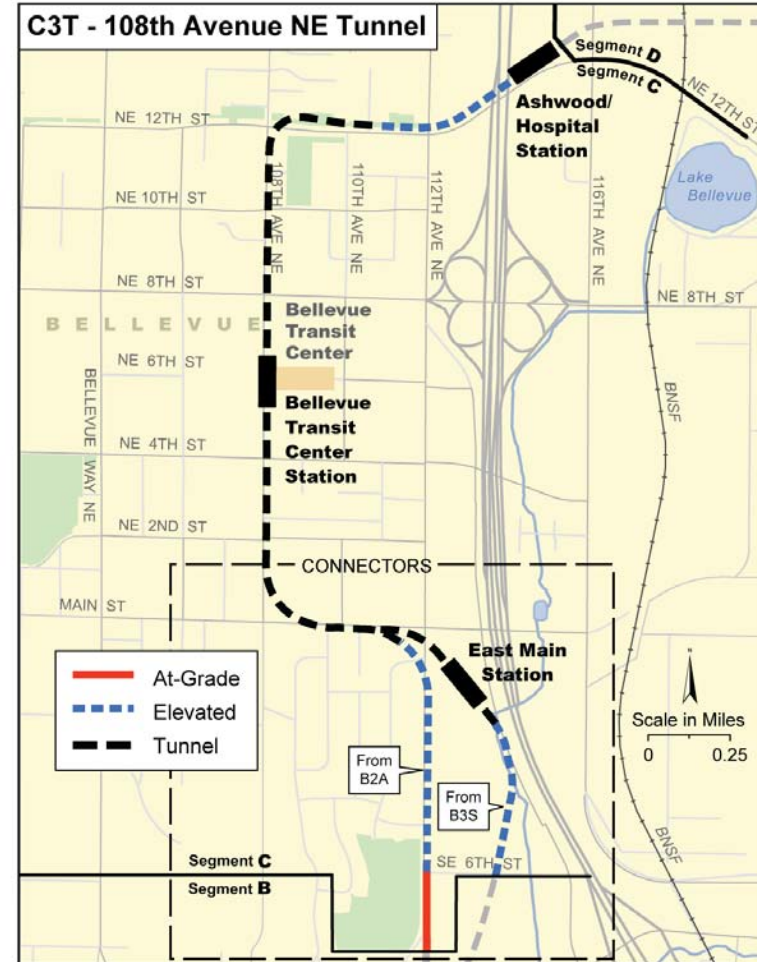 C3T - 108th Avenue NE Tunnel
Segment D
Segment C
NE 12TH ST
Ashwood/
Hospital
Station
NE 12TH ST
Lake
Bellevue
108TH AVE NE
110TH AVE NE
112TH AVE NE
116TH AVE NE
NE 10TH ST
NE 8TH ST
NE 8TH ST
BELLEVUE
Bellevue
Transit
Center
NE 6TH ST
BELLEVUE WAY NE
Bellevue
Transit
Center
Station
BNSF
NE 4TH ST
NE 2ND ST
CONNECTORS
MAIN ST
East Main
Station
At-Grade
Elevated
Tunnel
N
Scale in Miles
0 0.25
From
B2A
From
B3S
BNSF
Segment C
Segment B
SE 6TH ST